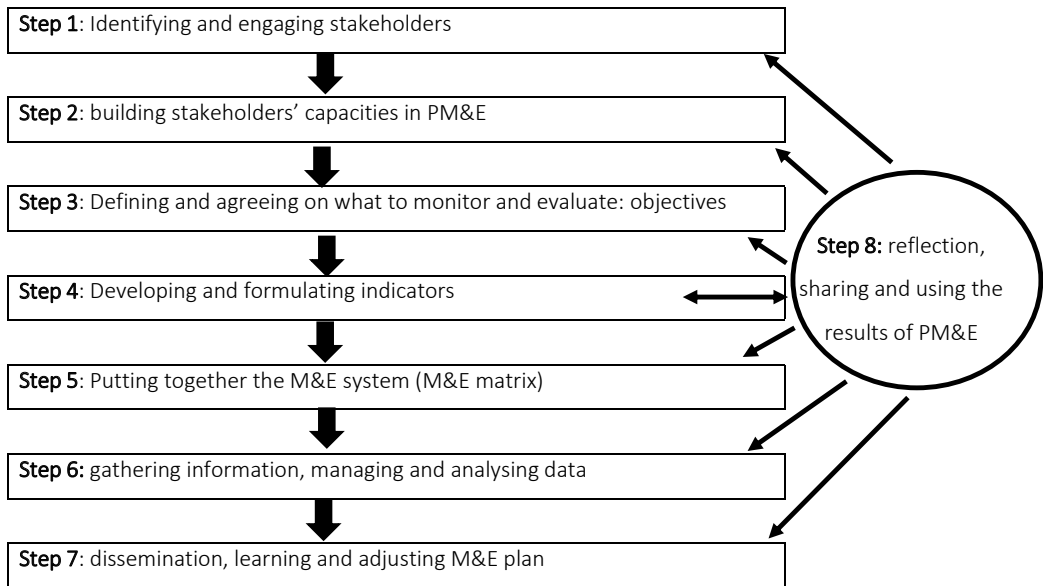 Step 1: Identifying and engaging stakeholders
Step 2: building stakeholders’ capacities in PM&E
Step 3: Defining and agreeing on what to monitor and evaluate: objectives
Step 4: Developing and formulating indicators
Step 5: Putting together the M&E system (M&E matrix)
Step 6: gathering information, managing and analysing data
Step 7: dissemination, learning and adjusting M&E plan
Step 8: reflection,
sharing and using the
results of PM&E